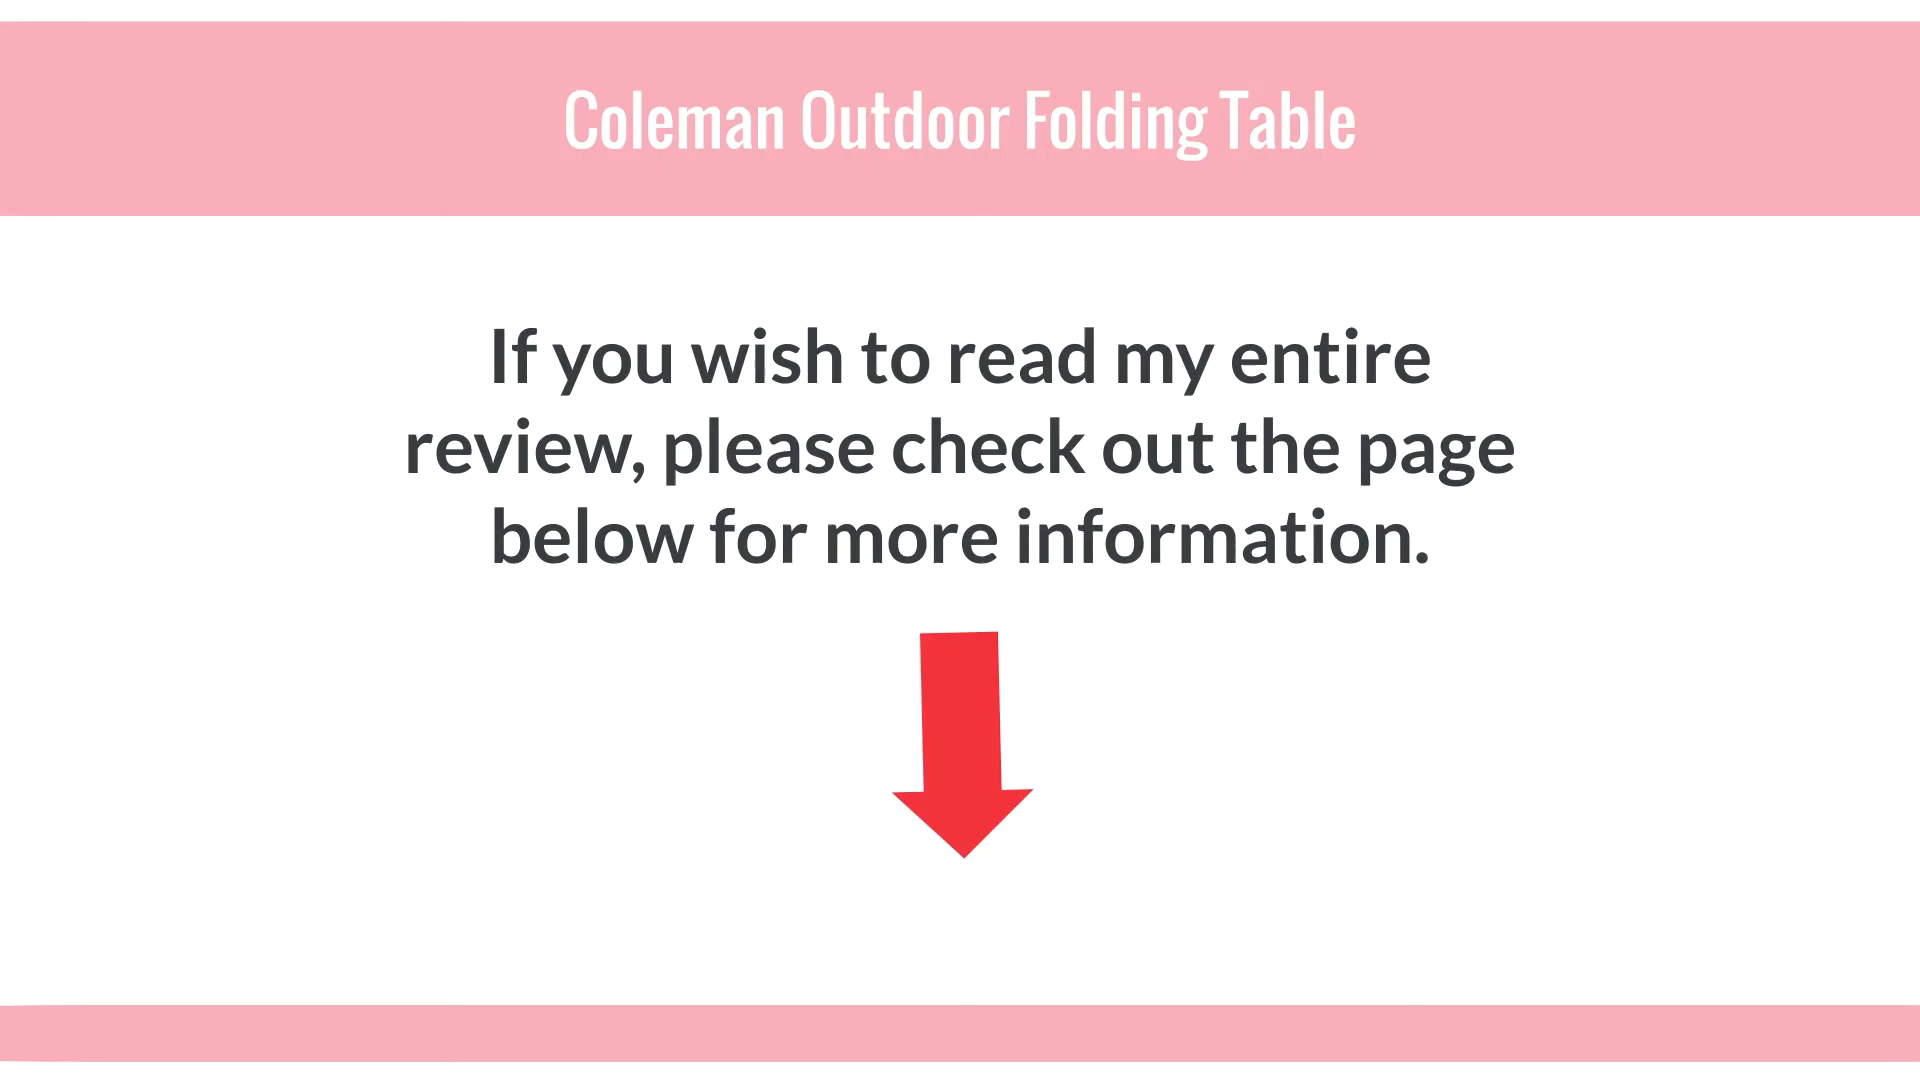 Coleman Outdoor Folding Table
If you wish to read my entire
review, please check out the page
below for more information.